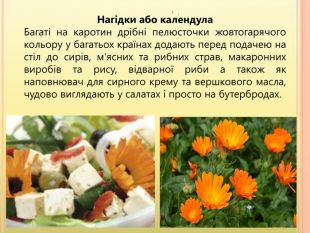 Нагідки або календула
Багаті на каротин дрібні пелюсточки жовтогарячого
кольору у багатьох країнах додають перед подачею на
стіл до сирів, м'ясних та рибних страв, макаронних
виробів та рису, відварної риби а також як
наповнювач для сирного крему та вершкового масла,
чудово виглядають у салатах і просто на бутербродах.